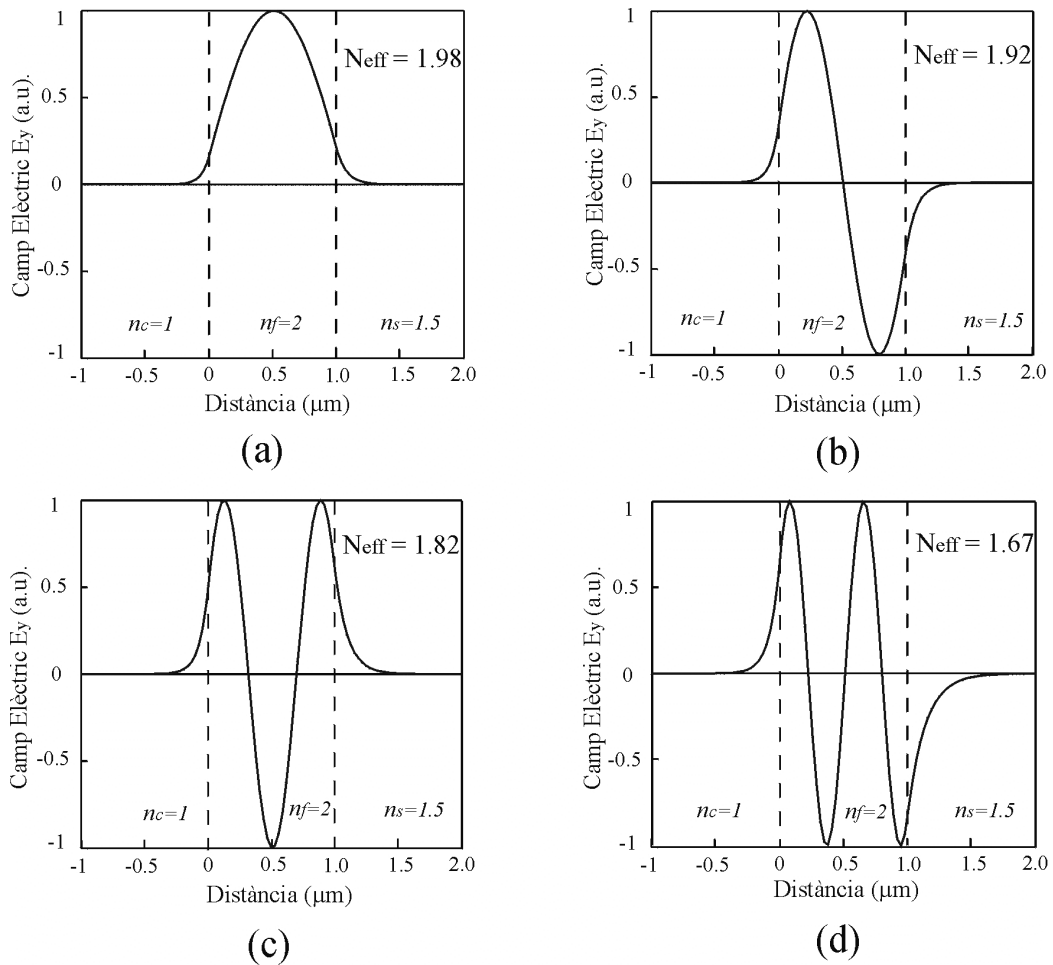 1
0.5
0
-0.5
-1
Camp Elèctric Ey (a.u).
Neff = 1.98
nc=1
nf=2
ns=1.5
-1
-0.5
0
0.5
1.0
1.5
2.0
Distància (µm)
(a)
1
0.5
0
-0.5
-1
Camp Elèctric Ey (a.u).
Neff = 1.92
nc=1
nf=2
ns=1.5
-1
-0.5
0
0.5
1.0
1.5
2.0
Distància (µm)
(b)
1
0.5
0
-0.5
-1
Camp Elèctric Ey (a.u).
Neff = 1.82
nc=1
nf=2
ns=1.5
-1
-0.5
0
0.5
1.0
1.5
2.0
Distància (µm)
(c)
1
0.5
0
-0.5
-1
Camp Elèctric Ey (a.u).
Neff = 1.67
nc=1
nf=2
ns=1.5
-1
-0.5
0
0.5
1.0
1.5
2.0
Distància (µm)
(d)